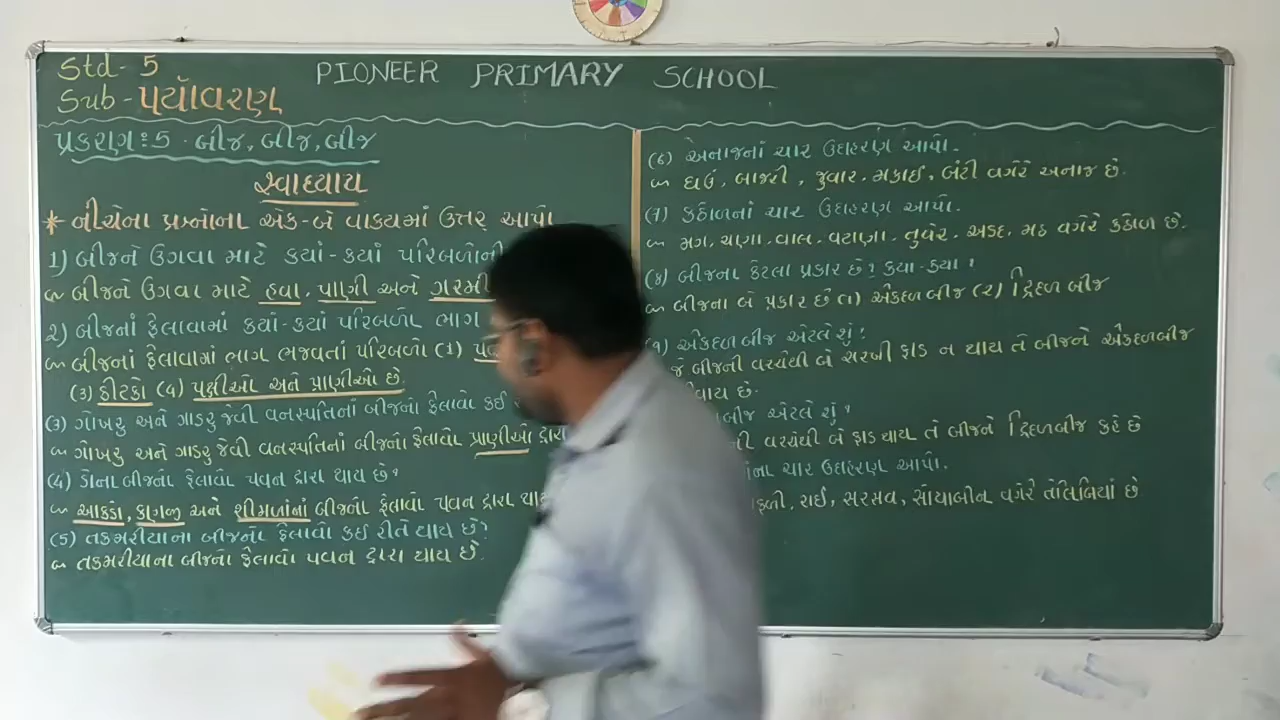 Std- 5
PIONEER PRIMARY SCHOOL
Sub- પર્યાવરણ
પ્રકરણઃ5 . બીજ, બીજ, બીજ
સ્વાધ્યાય
* નીચેના પ્રશ્નોના એક-બે વાક્યમાં ઉત્તર આપો
1) બીજને ઉગવા માટે કયાં-કયાં પરિબળોની
બીજને ઉગવા માટે હવા, પાણી અને ગરમી
2) બીજનાં ફેલાવામાં કયાં-કયાં પરિબળો ભાગ
બીજનાં ફેલાવામાં ભાગ ભજવતાં પરિબળો (1)
(3) કીટકો (4) પક્ષીઓ અને પ્રાણીઓ છે.
(3) ગોખરુ અને ગાડરુ જેવી વનસ્પતિનાં બીજનો ફેલાવો કઈ
ગોખરુ અને ગાડરુ જેવી વનસ્પતિનાં બીજનો ફેલાવો પ્રાણીઓ દ્વારા
(4) કોના બીજનો ફેલાવો પવન દ્વારા થાય છે?
આકડો, કાગજી અને શીમળાંનાં બીજનો ફેલાવો પવન દ્વારા
(5) તકમરીયાના બીજનો ફેલાવો કઈ રીતે થાય છે?
તકમરીયાના બીજનો ફેલાવો પવન દ્વારા થાય છે.
(6) અનાજનાં ચાર ઉદાહરણ આપો.
ઘઉં, બાજરી, જુવાર, મકાઈ, બંટી વગેરે અનાજ છે.
(7) કઠોળનાં ચાર ઉદાહરણ આપો.
મગ, ચણા, વાલ, વટાણા, તુવેર, અડદ, મઠ વગેરે કઠોળ છે.
(8) બીજના કેટલા પ્રકાર છે? કયા-કયા?
બીજના બે પ્રકાર છે (1) એકદળ બીજ (2) દ્વિદળ બીજ
એકદળ બીજ એટલે શું?
જે બીજની વચ્ચેથી બે સરખી ફાડ ન થાય તે બીજને એકદળબીજ
છે.
બીજ એટલે શું?
વચ્ચેથી બે ફાડ થાય તે બીજને દ્વિદળબીજ કહે છે
ચાર ઉદાહરણ આપો.
રાઈ, સરસવ, સોયાબીન વગેરે તેલિબિયાં છે